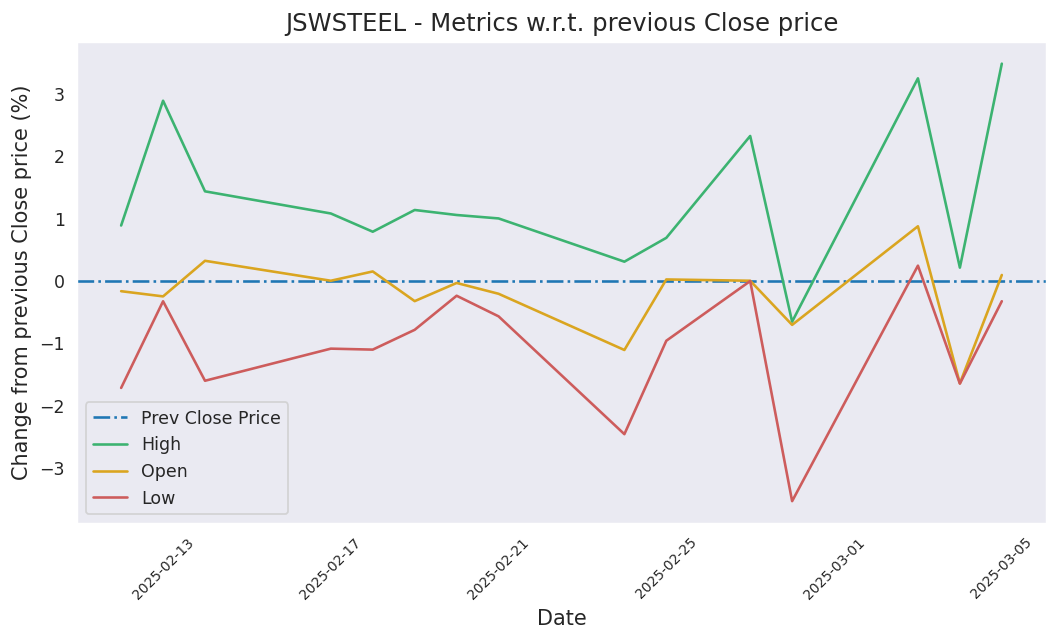 JSWSTEEL - Metrics w.r.t. previous Close price
Change from previous Close price (%)
3
2
1
0
−1
−2
−3
Prev Close Price
High
Open
Low
2025-02-13
2025-02-17
2025-02-21
2025-02-25
2025-03-01
2025-03-05
Date